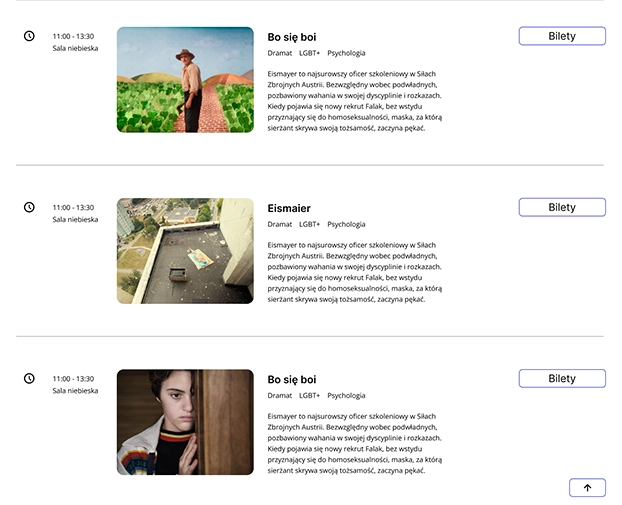 11:00 - 13:30
Sala niebieska
Bo się boi
Dramat LGBT+ Psychologia
Eismayer to najsurowszy oficer szkoleniowy w Siłach
Zbrojnych Austrii. Bezwzględny wobec podwładnych,
pozbawiony wahania w swojej dyscyplinie i rozkazach.
Kiedy pojawia się nowy rekrut Falak, bez wstydu
przyznający się do homoseksualności, maska, za którą
sierżant skrywa swoją tożsamość, zaczyna pękać.
Bilety
11:00 - 13:30
Sala niebieska
Eismaier
Dramat LGBT+ Psychologia
Eismayer to najsurowszy oficer szkoleniowy w Siłach
Zbrojnych Austrii. Bezwzględny wobec podwładnych,
pozbawiony wahania w swojej dyscyplinie i rozkazach.
Kiedy pojawia się nowy rekrut Falak, bez wstydu
przyznający się do homoseksualności, maska, za którą
sierżant skrywa swoją tożsamość, zaczyna pękać.
Bilety
11:00 - 13:30
Sala niebieska
Bo się boi
Dramat LGBT+ Psychologia
Eismayer to najsurowszy oficer szkoleniowy w Siłach
Zbrojnych Austrii. Bezwzględny wobec podwładnych,
pozbawiony wahania w swojej dyscyplinie i rozkazach.
Kiedy pojawia się nowy rekrut Falak, bez wstydu
przyznający się do homoseksualności, maska, za którą
sierżant skrywa swoją tożsamość, zaczyna pękać.
Bilety